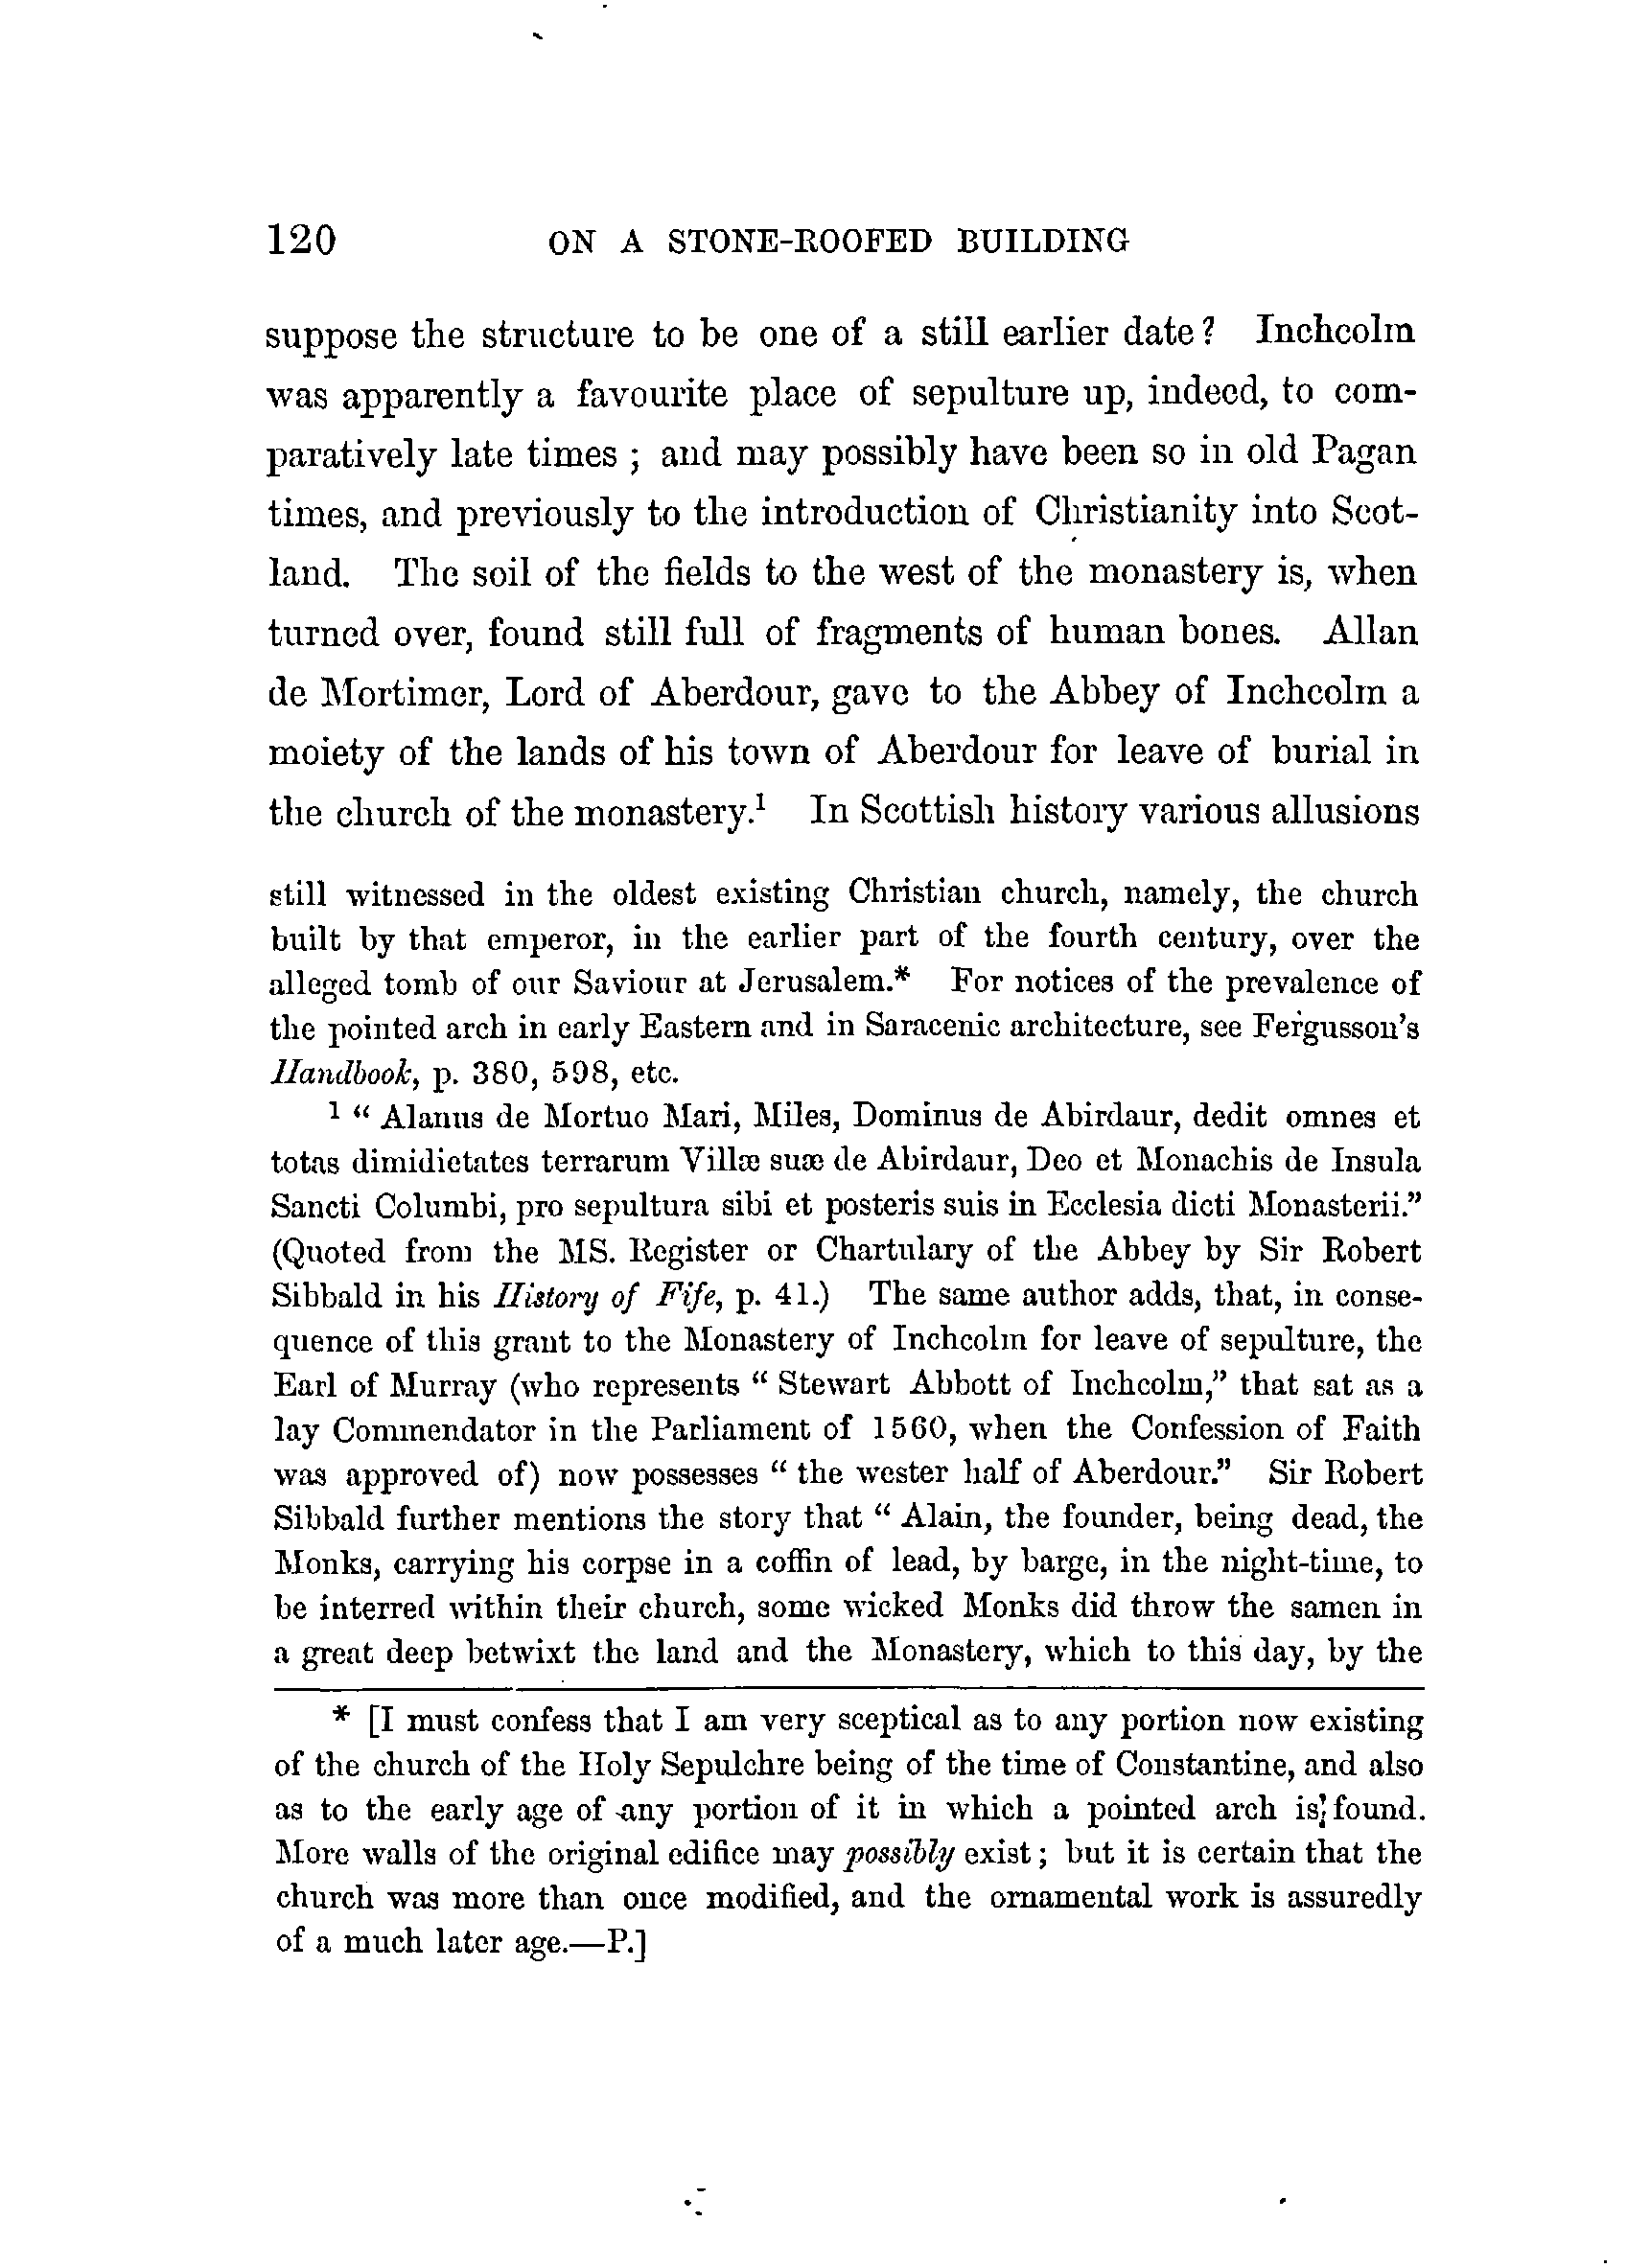 120 ON A STONE-ROOFED BUILDING
suppose the structure to be one of a still earlier date? Inchcolm
was apparently a favourite place of sepulture up, indeed, to com-
paratively late times ; and may possibly have been so in old Pagan
times, and previously to the introduction of Christianity into Scot-
land. The soil of the fields to the west of the monastery is, when
turned over, found still full of fragments of human bones. Allan
de Mortimer, Lord of Aberdour, gave to the Abbey of Inchcolm a
moiety of the lands of his town of Aberdour for leave of burial in
the church of the monastery.¹ In Scottish history various allusions
still witnessed in the oldest existing Christian church, namely, the church
built by that emperor, in the earlier part of the fourth century, over the
alleged tomb of our Saviour at Jerusalem.* For notices of the prevalence of
the pointed arch in early Eastern and in Saracenic architecture, see Fergusson's
Handbook, p. 380, 598, etc.
¹ “ Alanus de Mortuo Mari, Miles, Dominus de Abirdaur, dedit omnes et
totas dimidietates terrarum Villæ suæ de Abirdaur, Deo et Monachis de Insula
Sancti Columbi, pro sepultura sibi et posteris suis in Ecclesia dicti Monasterii.”
(Quoted from the MS. Register or Chartulary of the Abbey by Sir Robert
Sibbald in his History of Fife, p. 41.) The same author adds, that, in conse-
quence of this grant to the Monastery of Inchcolm for leave of sepulture, the
Earl of Murray (who represents “ Stewart Abbott of Inchcolm,” that sat as a
lay Commendator in the Parliament of 1560, when the Confession of Faith
was approved of) now possesses “ the wester half of Aberdour.” Sir Robert
Sibbald further mentions the story that “ Alain, the founder, being dead, the
Monks, carrying his corpse in a coffin of lead, by barge, in the night-time, to
be interred within their church, some wicked Monks did throw the samen in
a great deep betwixt the land and the Monastery, which to this day, by the
* [I must confess that I am very sceptical as to any portion now existing
of the church of the Holy Sepulchre being of the time of Constantine, and also
as to the early age of any portion of it in which a pointed arch is found.
More walls of the original edifice may possibly exist ; but it is certain that the
church was more than once modified, and the ornamental work is assuredly
of a much later age.—P.]